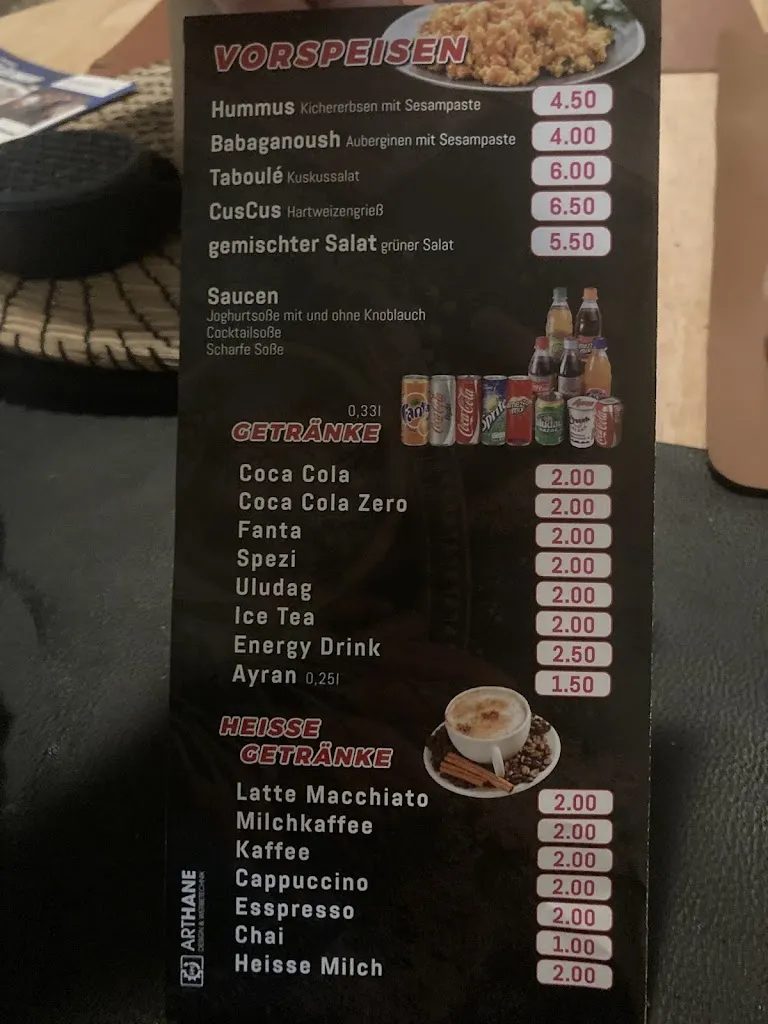 VORSPEISEN
Hummus Kichererbsen mit Sesampaste 4.50
Babaganoush Auberginen mit Sesampaste 4.00
Taboulé Kuskussalat 6.00
CusCus Hartweizengrieß 6.50
gemischter Salat grüner Salat 5.50
Saucen
Joghurtsoße mit und ohne Knoblauch
Cocktailsoße
Scharfe Soße
0,33l
GETRÄNKE
Coca Cola 2.00
Coca Cola Zero 2.00
Fanta 2.00
Spezi 2.00
Uludag 2.00
Ice Tea 2.00
Energy Drink 2.50
Ayran 0,25l 1.50
HEISSE
GETRÄNKE
Latte Macchiato 2.00
Milchkaffee 2.00
Kaffee 2.00
Cappuccino 2.00
Esspresso 2.00
Chai 1.00
Heisse Milch 2.00
ARTHANE
DESIGN & WERBETECHNIK